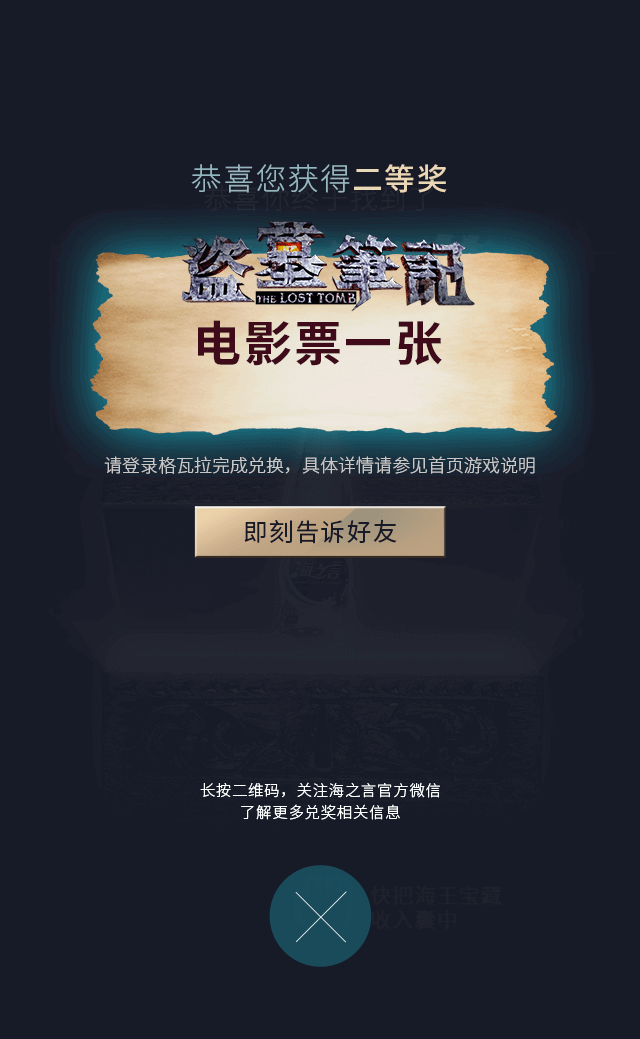 恭喜您获得二等奖
恭喜你终于找到了
盗墓筆記
THE LOST TOMB
电影票一张
请登录格瓦拉完成兑换，具体详情请参见首页游戏说明
即刻告诉好友
海之言
长按二维码，关注海之言官方微信
了解更多兑奖相关信息
快把海王宝藏
收入囊中